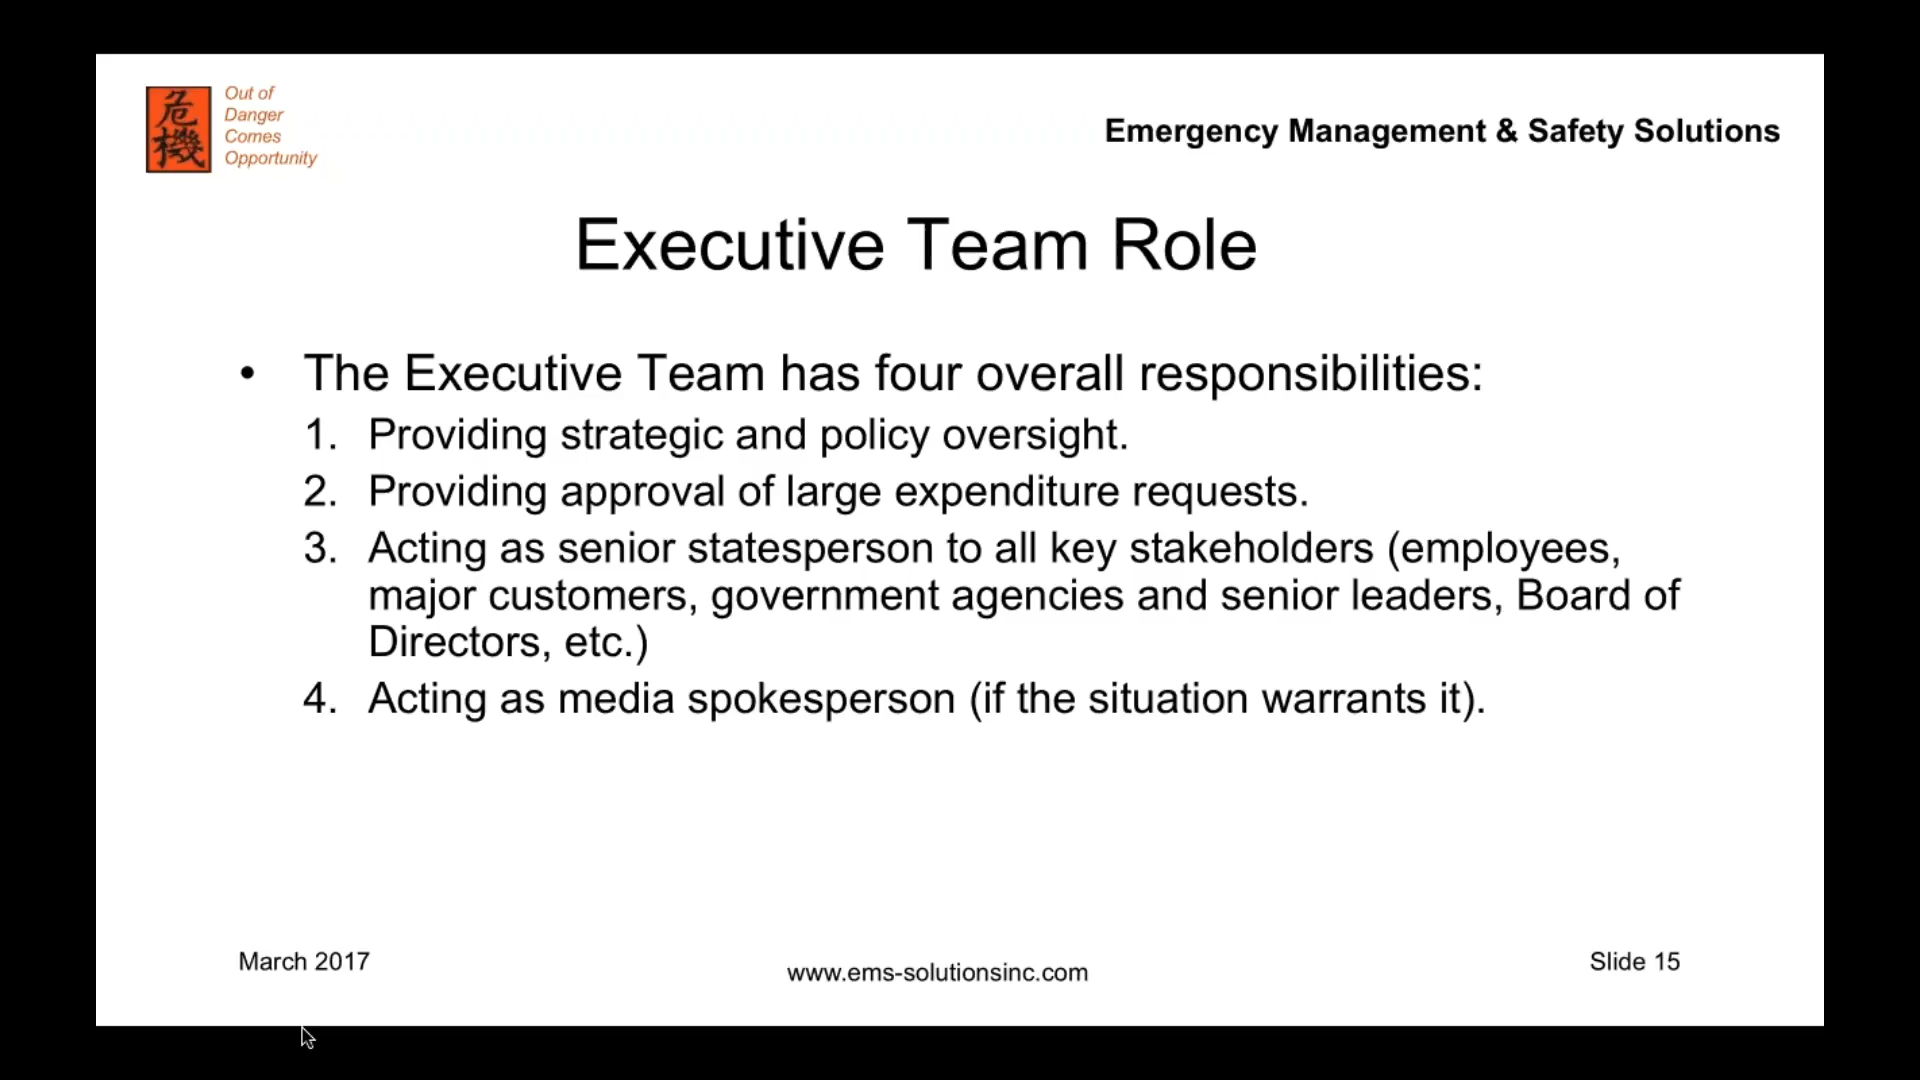 危機
Out of
Danger
Comes
Opportunity
Emergency Management & Safety Solutions
Executive Team Role
• The Executive Team has four overall responsibilities:
1. Providing strategic and policy oversight.
2. Providing approval of large expenditure requests.
3. Acting as senior statesperson to all key stakeholders (employees,
major customers, government agencies and senior leaders, Board of
Directors, etc.)
4. Acting as media spokesperson (if the situation warrants it).
March 2017
www.ems-solutionsinc.com
Slide 15